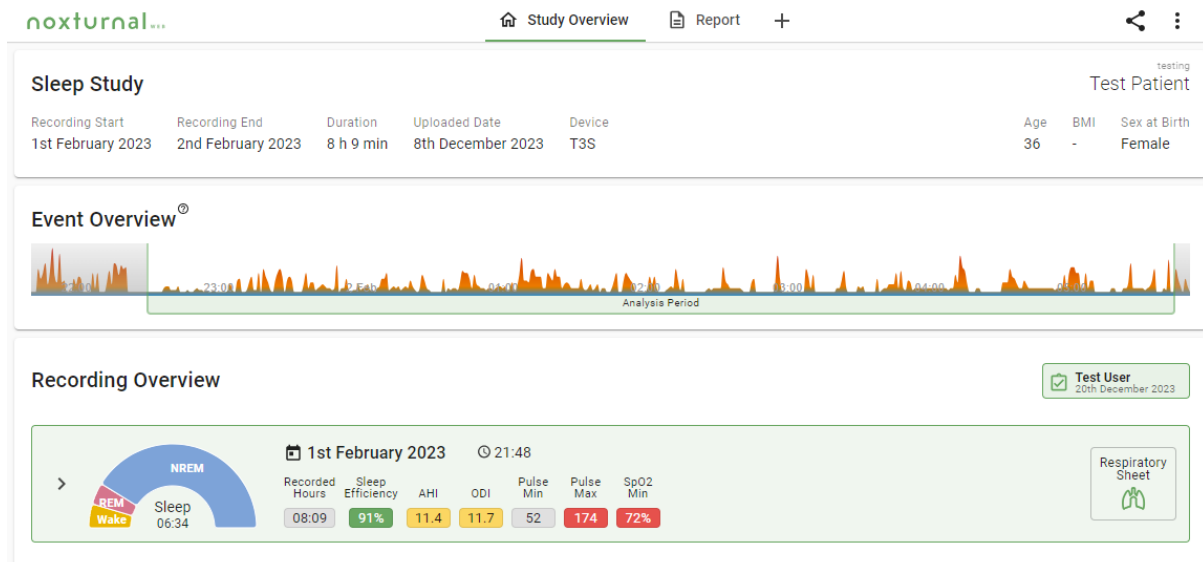 noxturnal
Study Overview
Report
Sleep Study
testing
Test Patient
Recording Start
Recording End
Duration
Uploaded Date
Device
Age
BMI
Sex at Birth
1st February 2023
2nd February 2023
8 h 9 min
8th December 2023
T3S
36
-
Female
Event Overview
?
23:00
2 Feb
01:00
02:00
03:00
04:00
Analysis Period
Recording Overview
Test User
20th December 2023
NREM
REM
Wake
Sleep
06:34
1st February 2023
21:48
Recorded Hours
Sleep Efficiency
AHI
ODI
Pulse Min
Pulse Max
SpO2 Min
08:09
91%
11.4
11.7
52
174
72%
Respiratory
Sheet